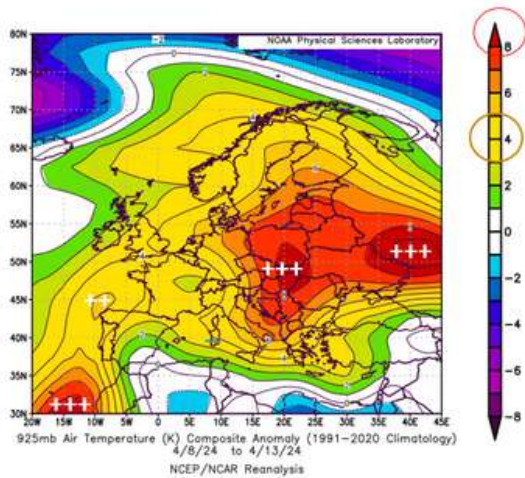 NOAA Physical Sciences Laboratory
80N
75N
70N
65N
60N
55N
50N
45N
40N
35N
30N
20W 15W 10W 5W 0 5E 10E 15E 20E 25E 30E 35E 40E 45E
8
6
4
2
0
-2
-4
-6
-8
+++
+++
++
+++
925mb Air Temperature (K) Composite Anomaly (1991-2020 Climatology)
4/8/24 to 4/13/24
NCEP/NCAR Reanalysis